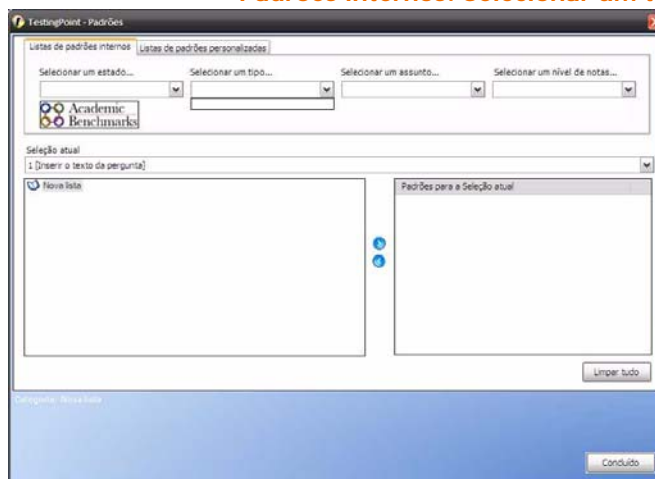 Padrões internos: Selecionar um
TestingPoint - Padrões
Listas de padrões internos Listas de padrões personalizadas
Selecionar um estado... Selecionar um tipo... Selecionar um assunto... Selecionar um nível de notas...
Academic
Benchmarks
Seleção atual
1 [Inserir o texto da pergunta]
Nova lista Padrões para a Seleção atual
Limpar tudo
Categoria: Nova lista
Concluído